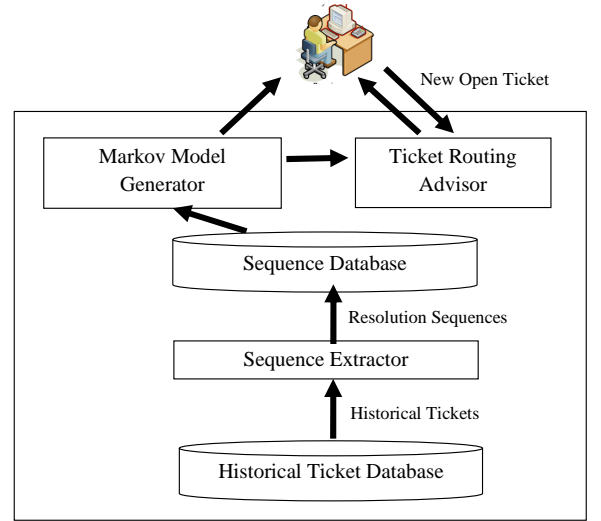 New Open Ticket
Markov Model
Generator
Ticket Routing
Advisor
Sequence Database
Resolution Sequences
Sequence Extractor
Historical Tickets
Historical Ticket Database